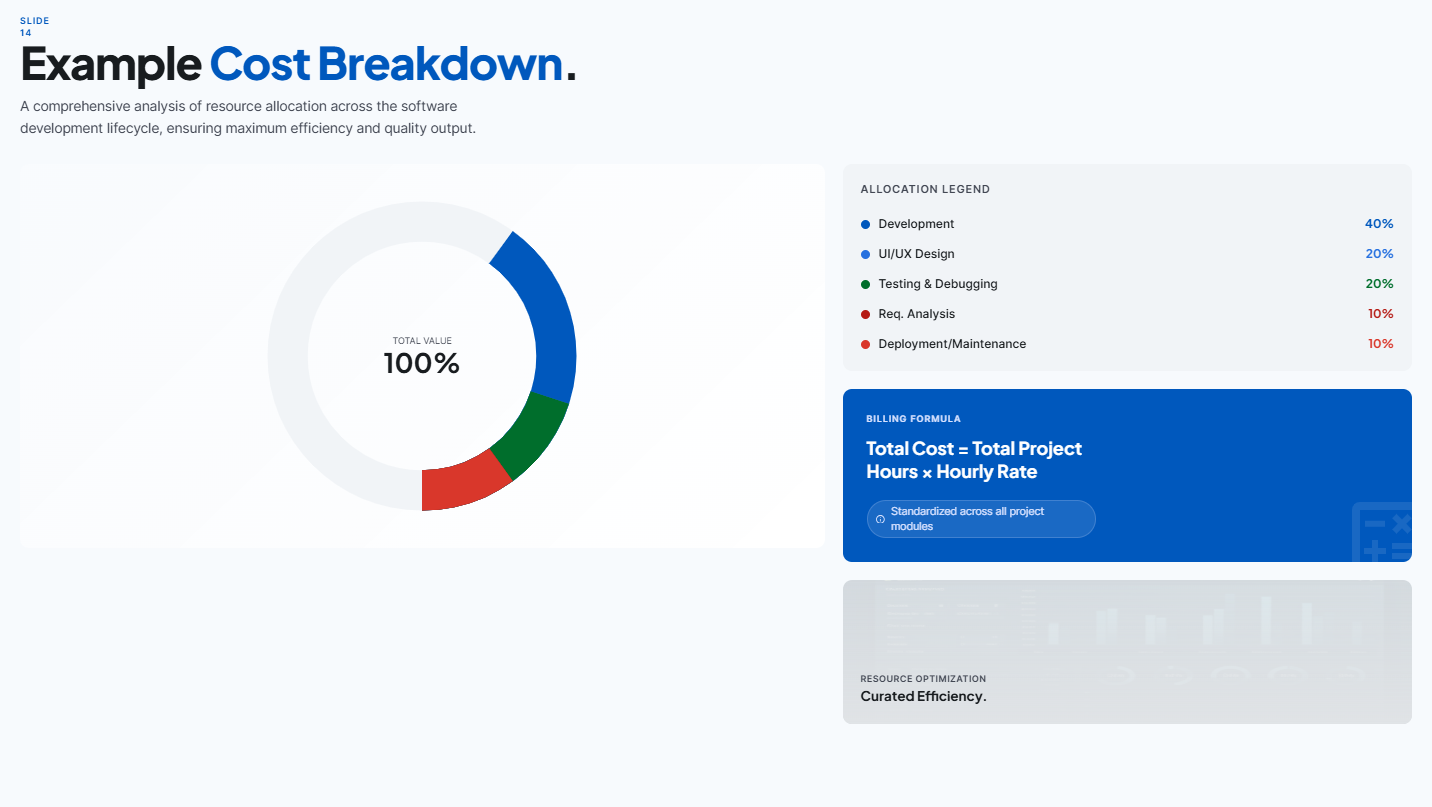 SLIDE
14
Example Cost Breakdown.
A comprehensive analysis of resource allocation across the software
development lifecycle, ensuring maximum efficiency and quality output.
TOTAL VALUE
100%
ALLOCATION LEGEND
Development 40%
UI/UX Design 20%
Testing & Debugging 20%
Req. Analysis 10%
Deployment/Maintenance 10%
BILLING FORMULA
Total Cost = Total Project
Hours × Hourly Rate
Standardized across all project
modules
RESOURCE OPTIMIZATION
Curated Efficiency.